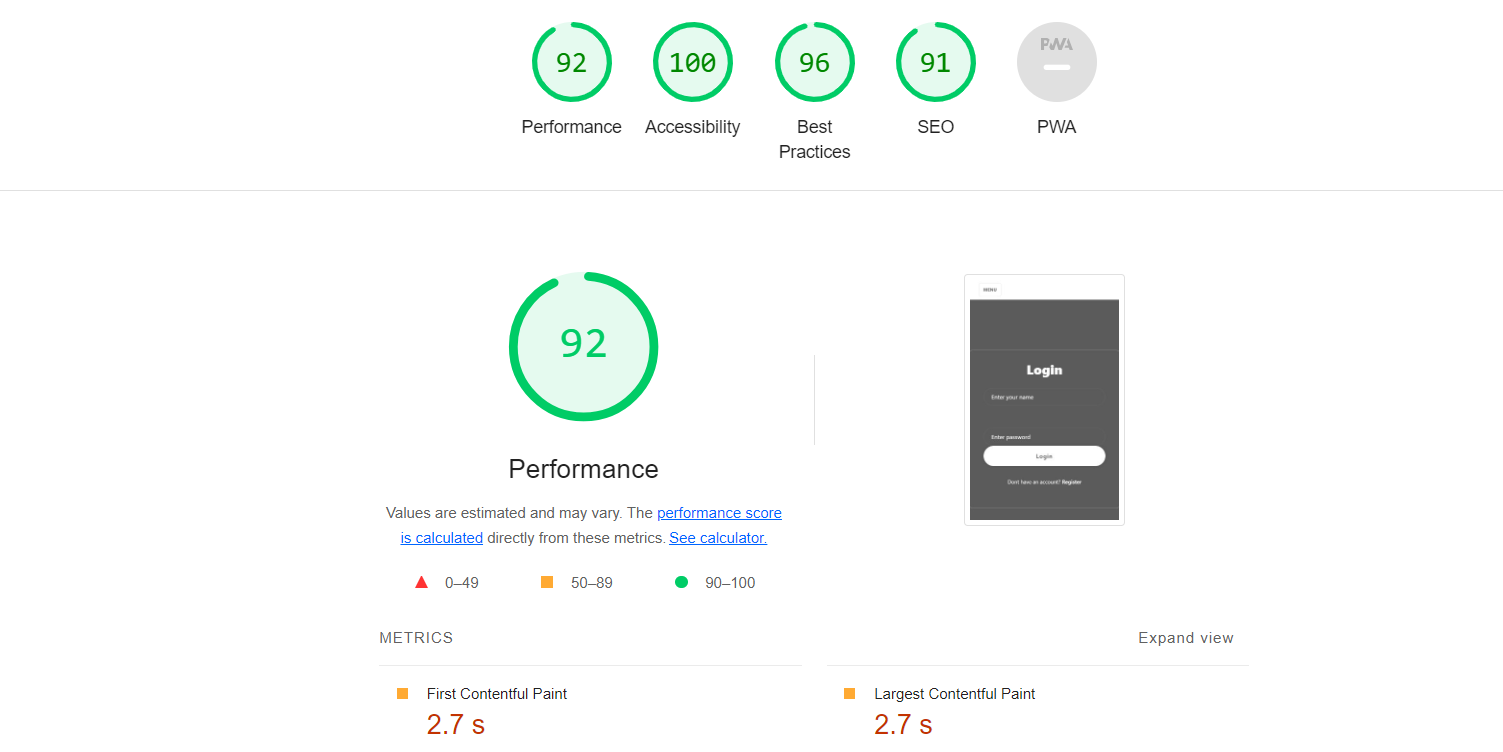 92
100
96
91
PWA
Performance
Accessibility
Best
Practices
SEO
PWA
92
Performance
Values are estimated and may vary. The performance score
is calculated directly from these metrics. See calculator.
0–49
50–89
90–100
MENU
Login
Enter your name
Enter password
Login
Don't have an account? Register
METRICS
Expand view
First Contentful Paint
2.7 s
Largest Contentful Paint
2.7 s